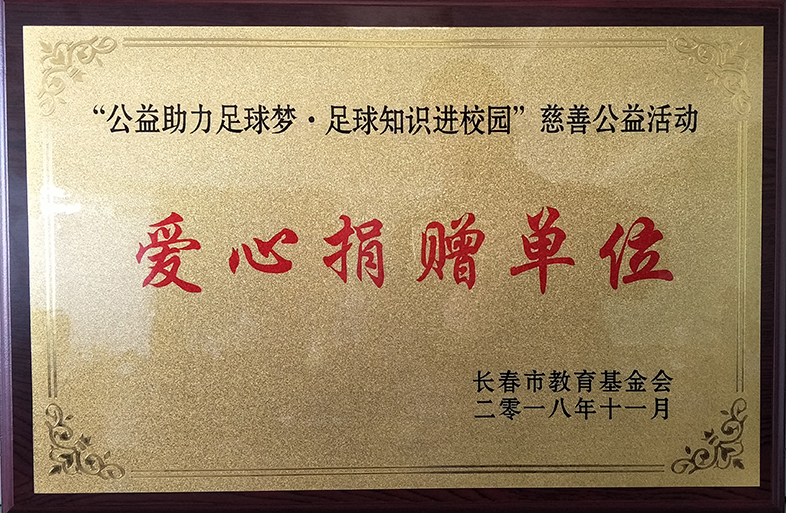 “公益助力足球梦·足球知识进校园”慈善公益活动
爱心捐赠单位
长春市教育基金会
二零一八年十一月